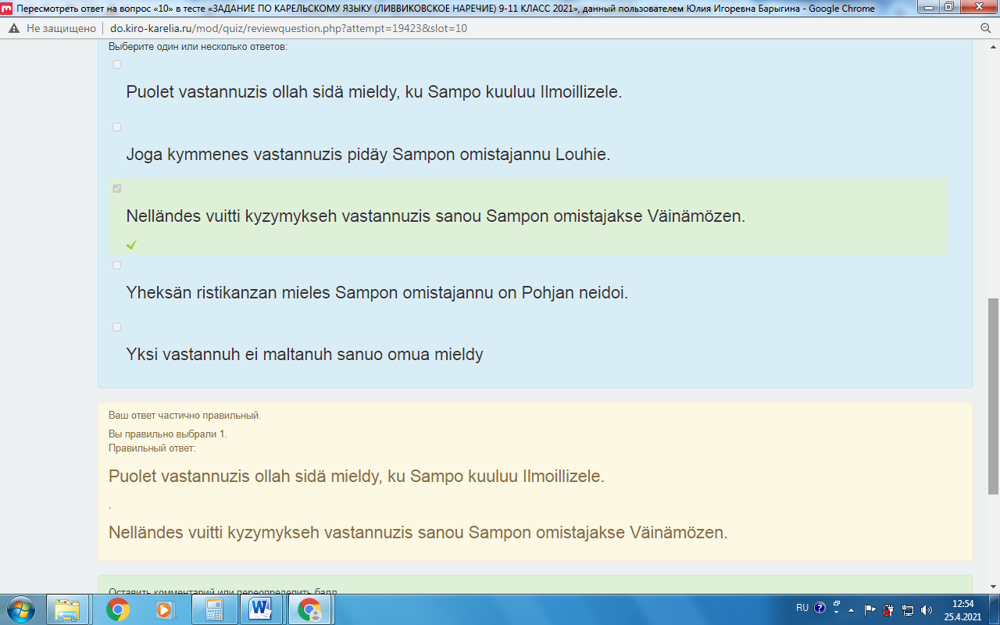 Пересмотреть ответ на вопрос «10» в тесте «ЗАДАНИЕ ПО КАРЕЛЬСКОМУ ЯЗЫКУ (ЛИВВИКОВСКОЕ НАРЕЧИЕ) 9-11 КЛАСС 2021», данный пользователем Юлия Игоревна Барыгина - Google Chrome
Не защищено | do.kiro-karelia.ru/mod/quiz/reviewquestion.php?attempt=19423&slot=10
Выберите один или несколько ответов:
Puolet vastannuzis ollah sidä mieldy, ku Sampo kuuluu Ilmoillizele.
Joga kymmenes vastannuzis pidäy Sampon omistajannu Louhie.
Nelländes vuitti kyzymykseh vastannuzis sanou Sampon omistajakse Väinämözen.
Yheksän ristikanzan mieles Sampon omistajannu on Pohjan neidoi.
Yksi vastannuh ei maltanuh sanuo omua mieldy
Ваш ответ частично правильный.
Вы правильно выбрали 1.
Правильный ответ:
Puolet vastannuzis ollah sidä mieldy, ku Sampo kuuluu Ilmoillizele.
,
Nelländes vuitti kyzymykseh vastannuzis sanou Sampon omistajakse Väinämözen.
Оставить комментарий или переопределить балл
RU
12:54
25.4.2021